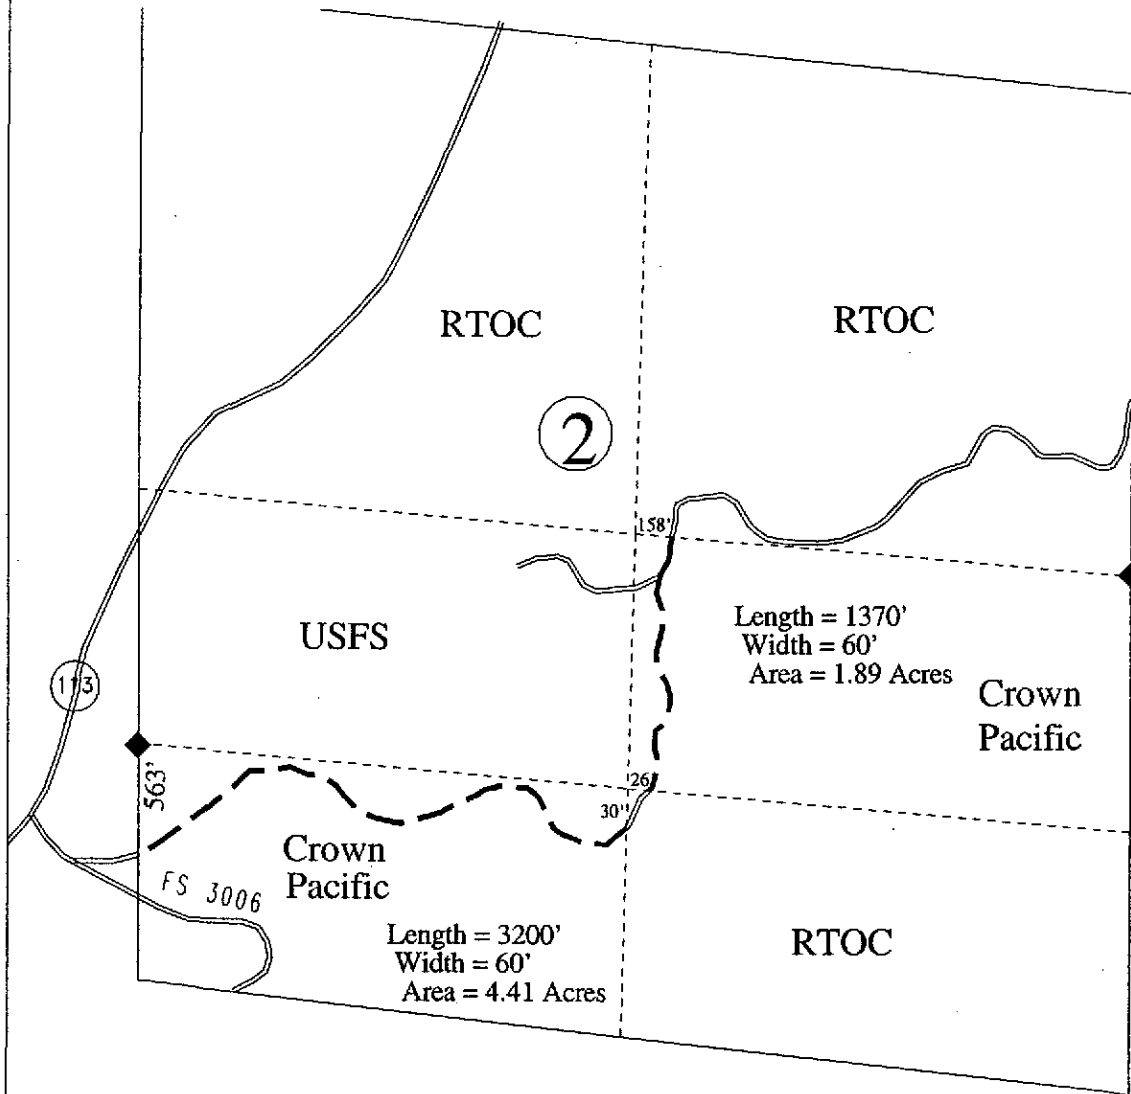 RTOC
RTOC
2
158'
USFS
Length = 1370'
Width = 60'
Area = 1.89 Acres
113
Crown
Pacific
563'
26'
30'
Crown
Pacific
FS 3006
Length = 3200'
Width = 60'
Area = 4.41 Acres
RTOC